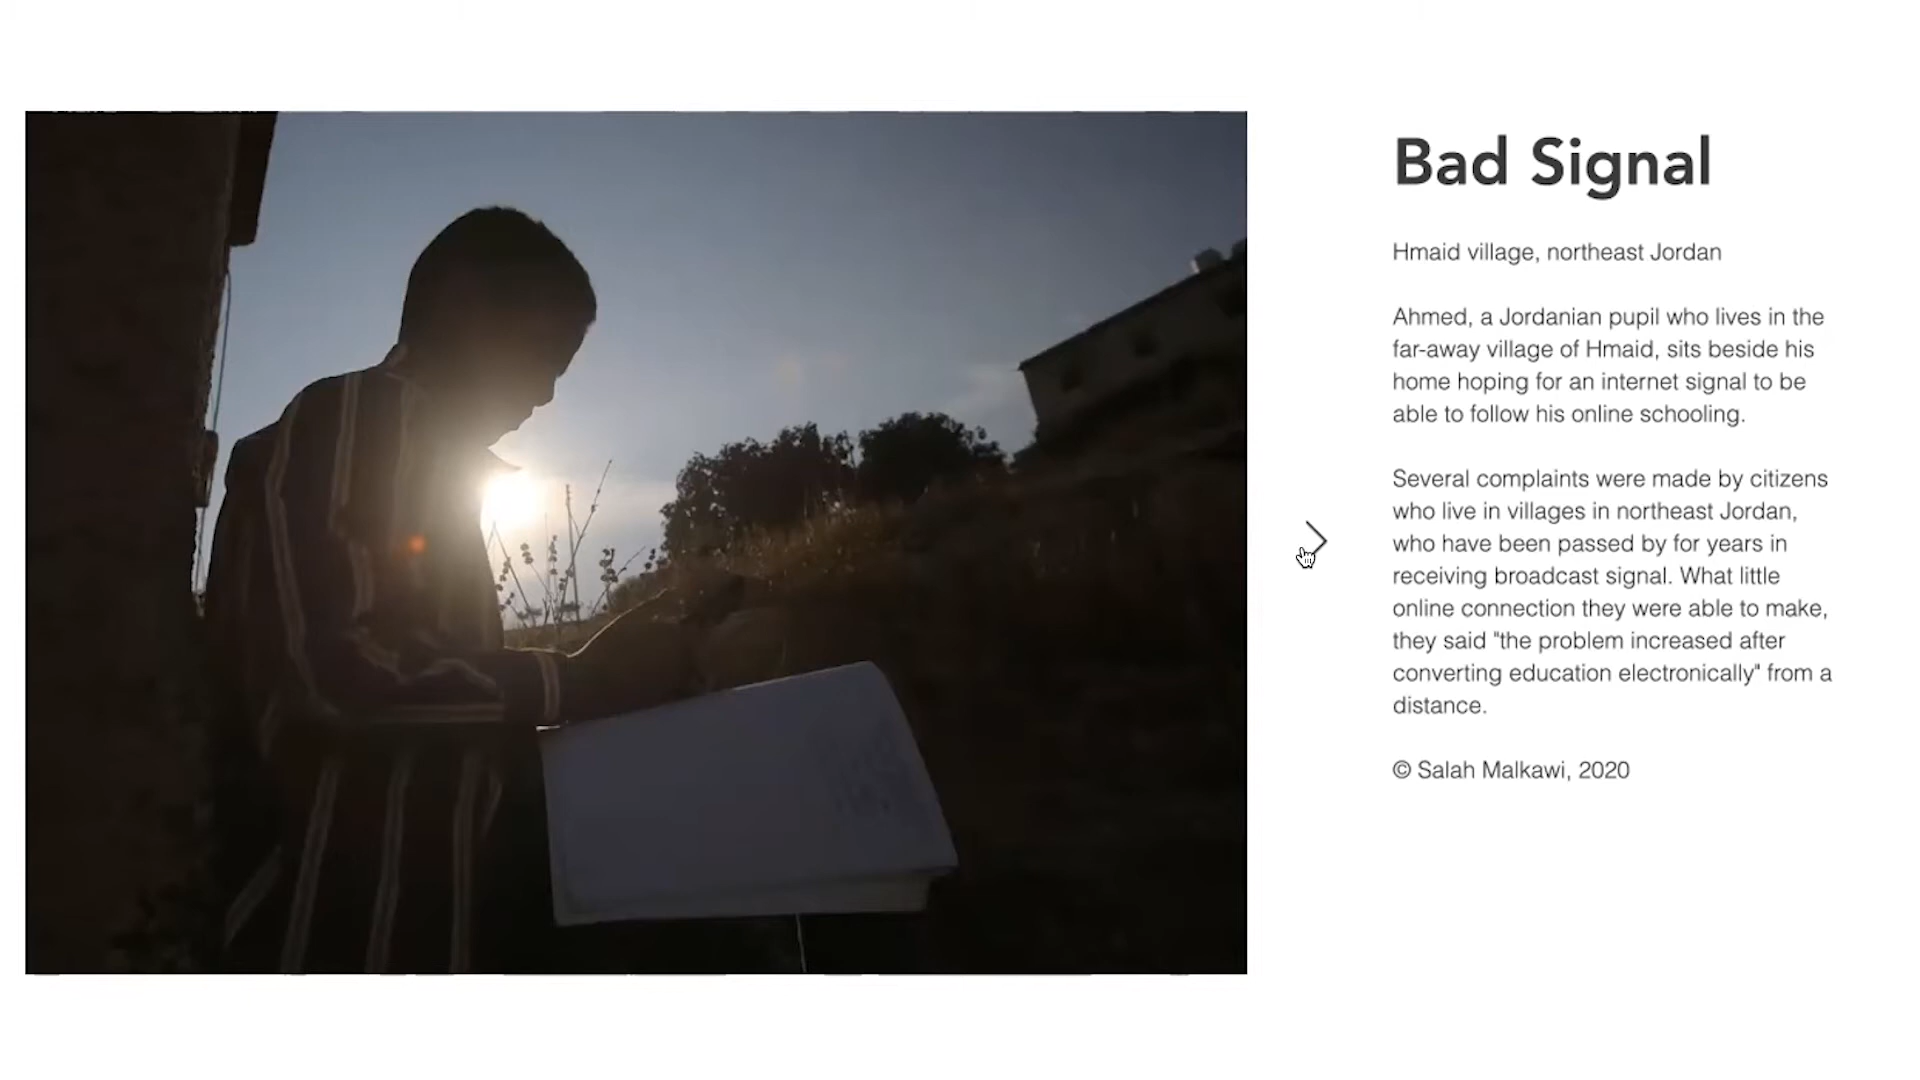 Bad Signal
Hmaid village, northeast Jordan
Ahmed, a Jordanian pupil who lives in the
far-away village of Hmaid, sits beside his
home hoping for an internet signal to be
able to follow his online schooling.
Several complaints were made by citizens
who live in villages in northeast Jordan,
who have been passed by for years in
receiving broadcast signal. What little
online connection they were able to make,
they said "the problem increased after
converting education electronically" from a
distance.
© Salah Malkawi, 2020